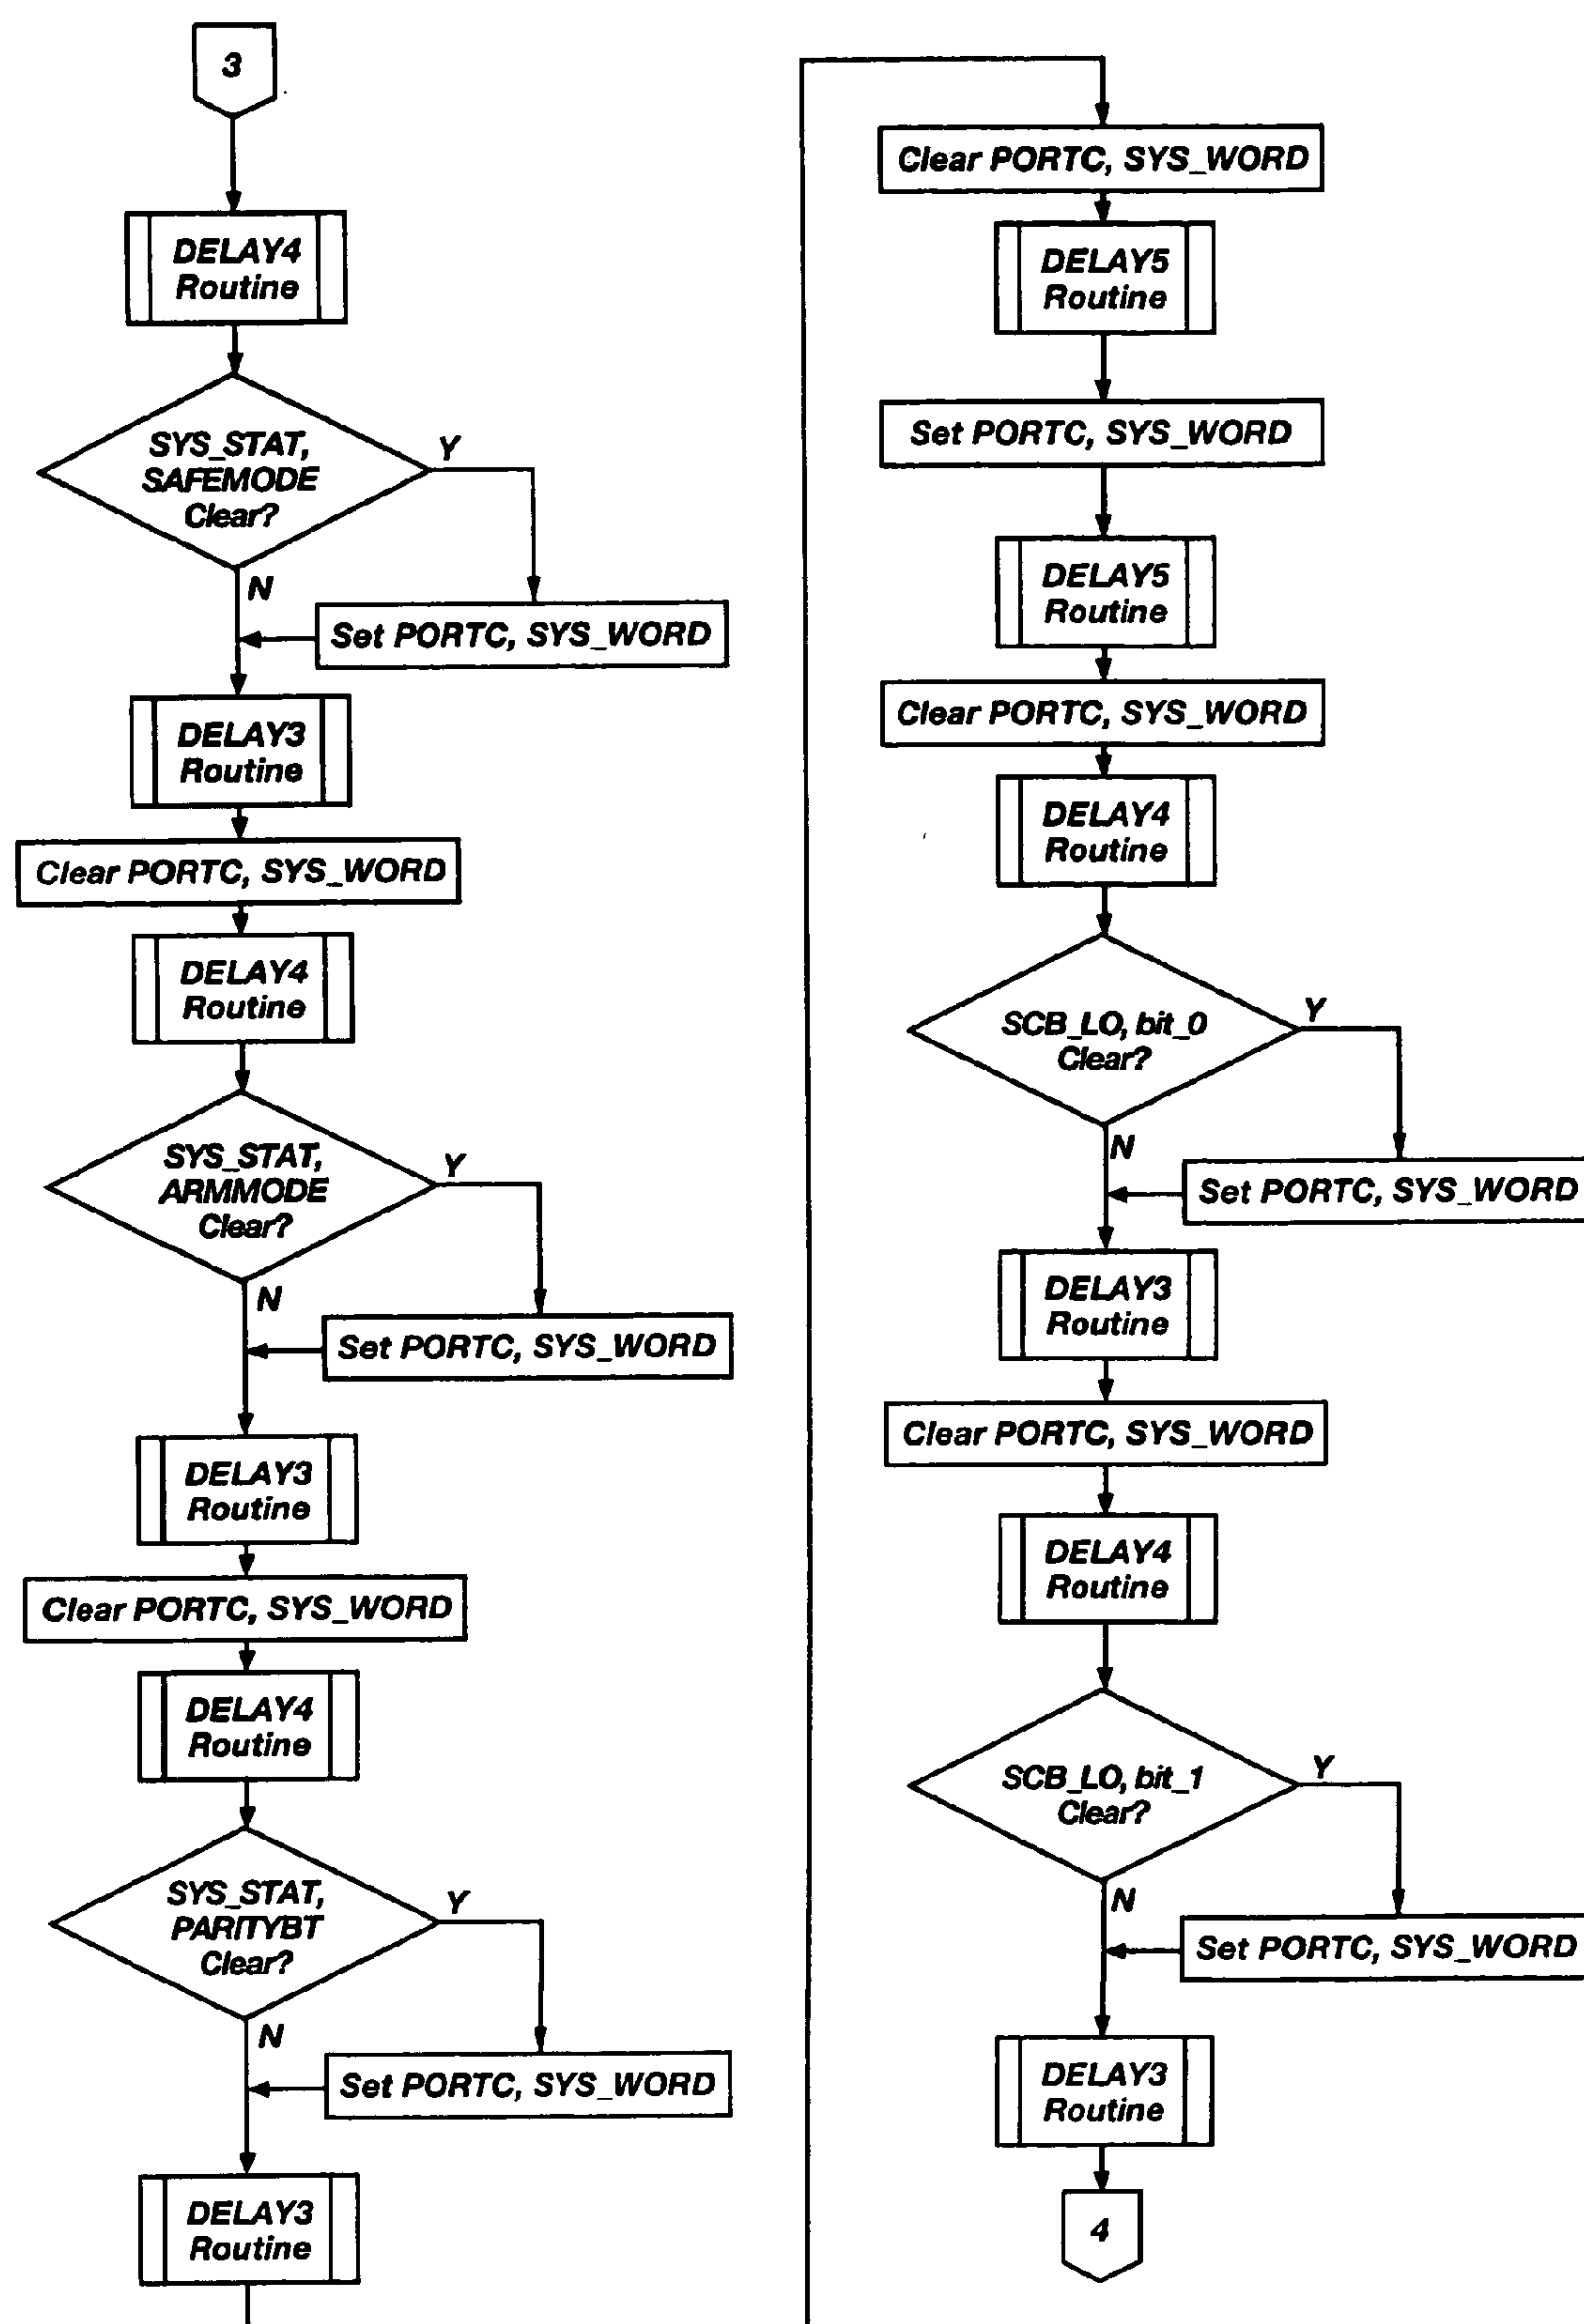 3
DELAY4
Routine
SYS_STAT,
SAFEMODE
Clear?
Y
N
Set PORTC, SYS_WORD
DELAY3
Routine
Clear PORTC, SYS_WORD
DELAY4
Routine
SYS_STAT,
ARMMODE
Clear?
Y
N
Set PORTC, SYS_WORD
DELAY3
Routine
Clear PORTC, SYS_WORD
DELAY4
Routine
SYS_STAT,
PARITYBT
Clear?
Y
N
Set PORTC, SYS_WORD
DELAY3
Routine
Clear PORTC, SYS_WORD
DELAY5
Routine
Set PORTC, SYS_WORD
DELAY5
Routine
Clear PORTC, SYS_WORD
DELAY4
Routine
SCB_LO, bit_0
Clear?
Y
N
Set PORTC, SYS_WORD
DELAY3
Routine
Clear PORTC, SYS_WORD
DELAY4
Routine
SCB_LO, bit_1
Clear?
Y
N
Set PORTC, SYS_WORD
DELAY3
Routine
4